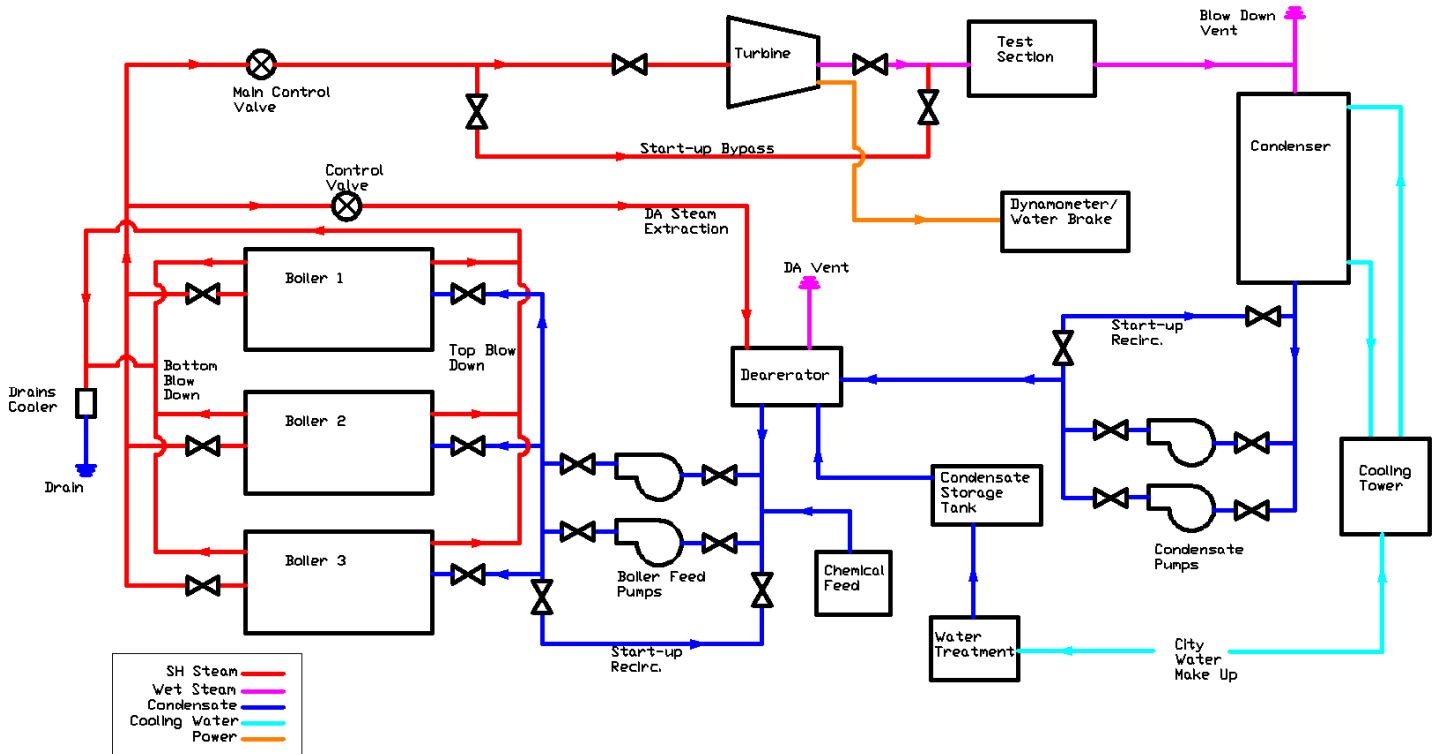 Blow Down
Vent
Turbine
Test
Section
Main Control
Valve
Start-up Bypass
Condenser
Control
Valve
DA Steam
Extraction
Dynamometer/
Water Brake
Boiler 1
DA Vent
Start-up
Recirc.
Top Blow
Down
Bottom
Blow
Down
Dearerator
Drains
Cooler
Boiler 2
Drain
Condensate
Storage
Tank
Cooling
Tower
Boiler 3
Boiler Feed
Pumps
Chemical
Feed
Condensate
Pumps
Water
Treatment
City
Water
Make Up
Start-up
Recirc.
SH Steam
Wet Steam
Condensate
Cooling Water
Power